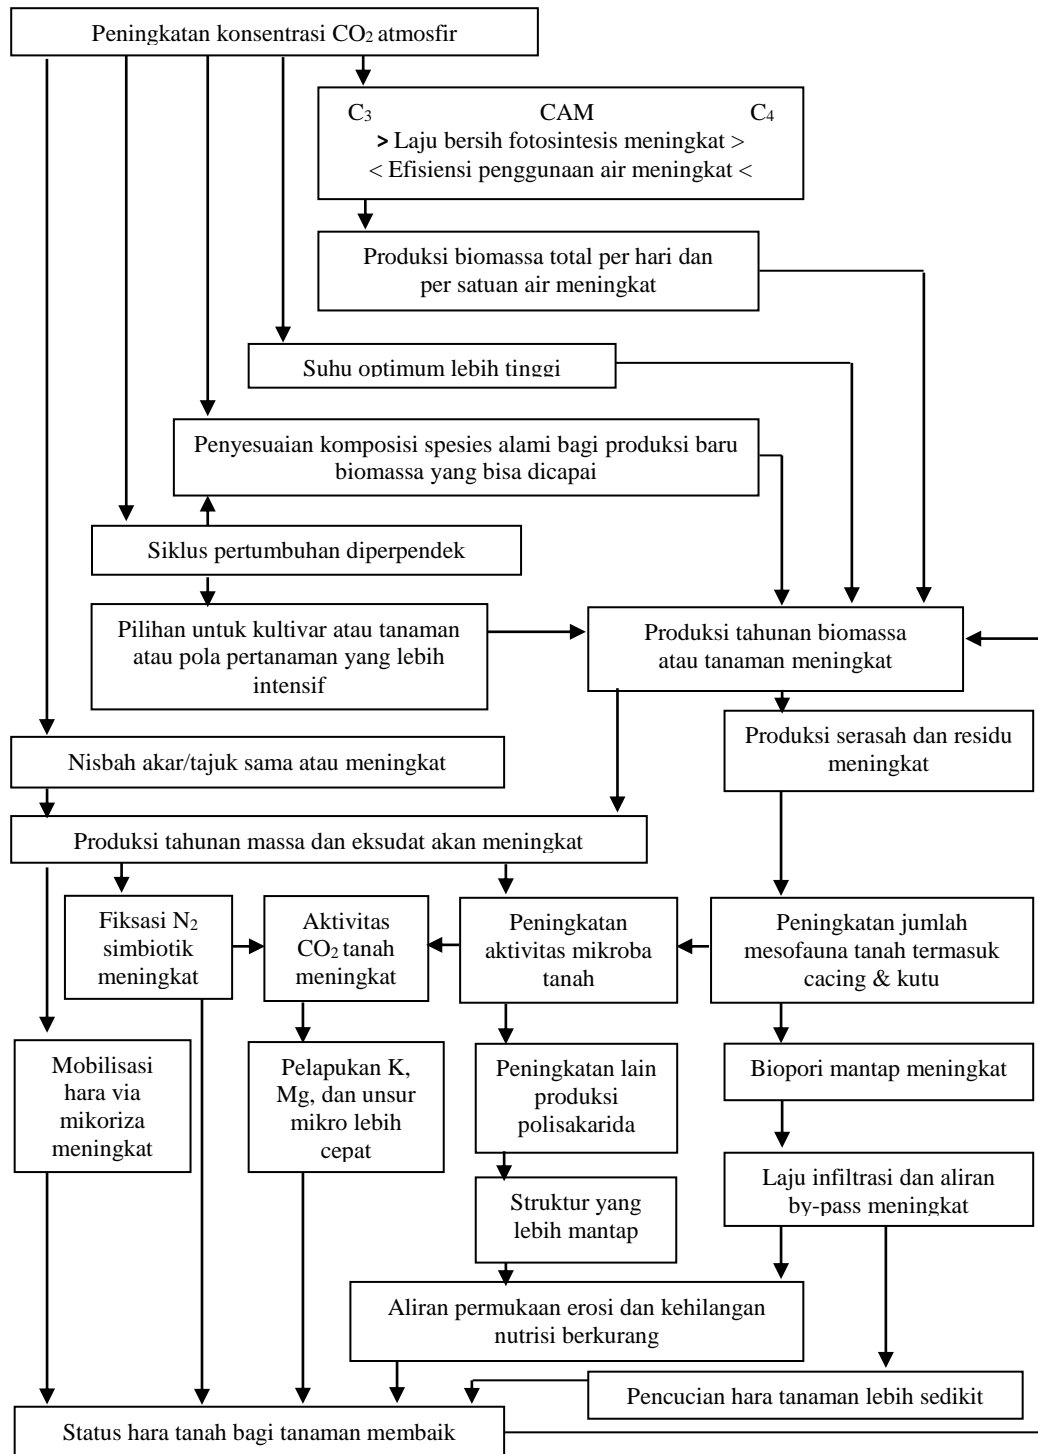 Peningkatan konsentrasi CO₂ atmosfir
C₃ CAM C₄
> Laju bersih fotosintesis meningkat >
< Efisiensi penggunaan air meningkat <
Produksi biomassa total per hari dan
per satuan air meningkat
Suhu optimum lebih tinggi
Penyesuaian komposisi spesies alami bagi produksi baru
biomassa yang bisa dicapai
Siklus pertumbuhan diperpendek
Pilihan untuk kultivar atau tanaman
atau pola pertanaman yang lebih
intensif
Produksi tahunan biomassa
atau tanaman meningkat
Nisbah akar/tajuk sama atau meningkat
Produksi serasah dan residu
meningkat
Produksi tahunan massa dan eksudat akan meningkat
Fiksasi N₂
simbiotik
meningkat
Aktivitas
CO₂ tanah
meningkat
Peningkatan
aktivitas mikroba
tanah
Peningkatan jumlah
mesofauna tanah termasuk
cacing & kutu
Mobilisasi
hara via
mikoriza
meningkat
Pelapukan K,
Mg, dan unsur
mikro lebih
cepat
Peningkatan lain
produksi
polisakarida
Biopori mantap meningkat
Struktur yang
lebih mantap
Laju infiltrasi dan aliran
by-pass meningkat
Aliran permukaan erosi dan kehilangan
nutrisi berkurang
Pencucian hara tanaman lebih sedikit
Status hara tanah bagi tanaman membaik